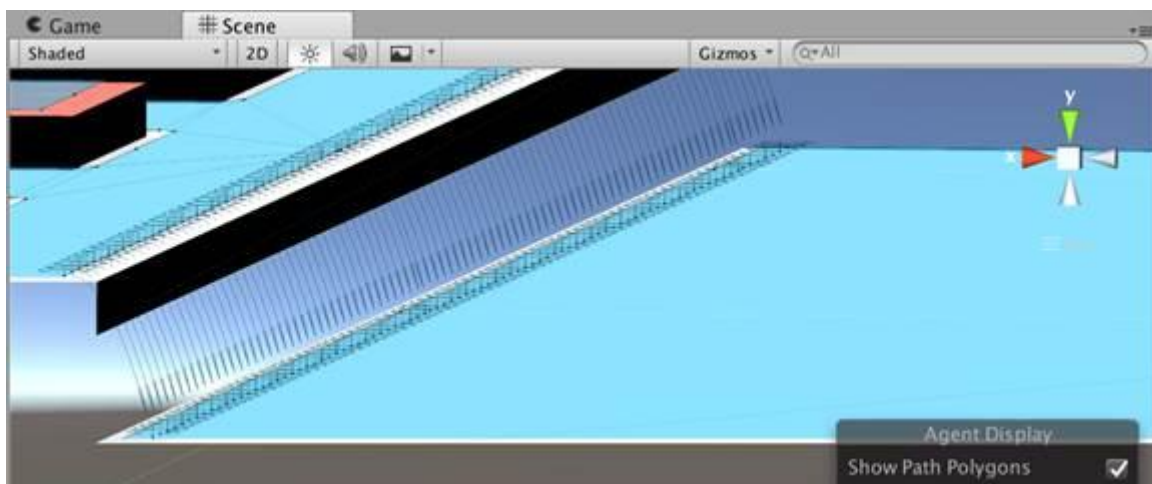 Game Scene
Shaded 2D Gizmos All
y
x
Agent Display
Show Path Polygons